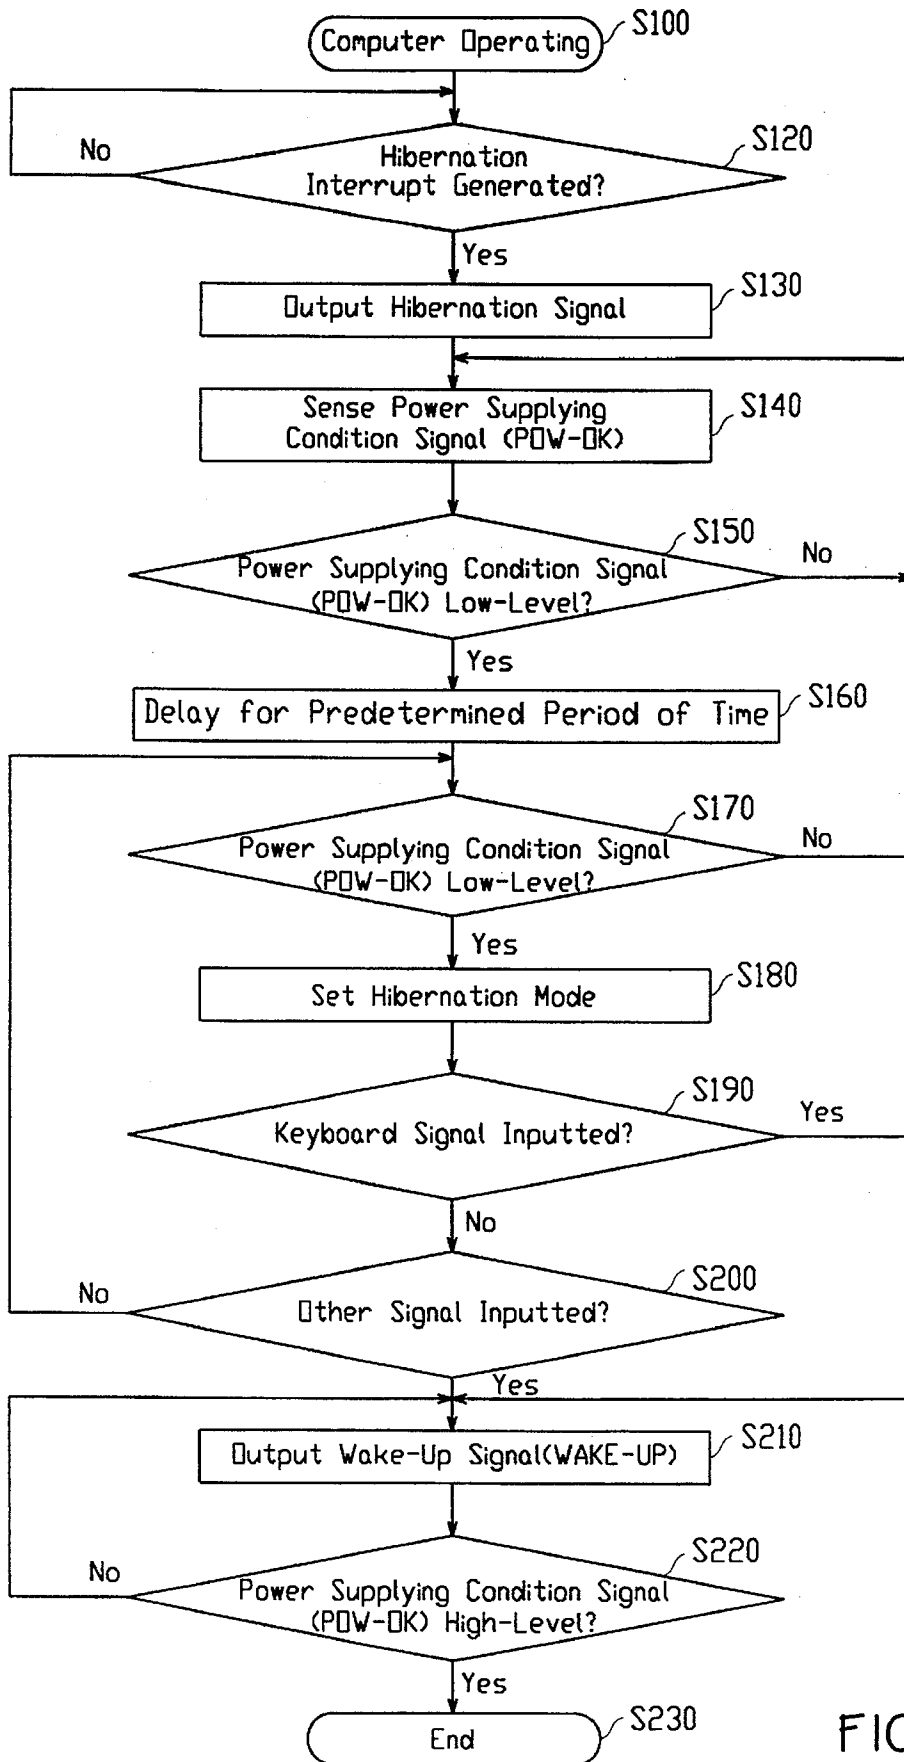 Computer Operating
S100
No
Hibernation
Interrupt Generated?
S120
Yes
Output Hibernation Signal
S130
Sense Power Supplying
Condition Signal (POW-OK)
S140
Power Supplying Condition Signal
(POW-OK) Low-Level?
S150
No
Yes
Delay for Predetermined Period of Time
S160
Power Supplying Condition Signal
(POW-OK) Low-Level?
S170
No
Yes
Set Hibernation Mode
S180
Keyboard Signal Inputted?
S190
Yes
No
No
Other Signal Inputted?
S200
Yes
Output Wake-Up Signal(WAKE-UP)
S210
No
Power Supplying Condition Signal
(POW-OK) High-Level?
S220
Yes
End
S230